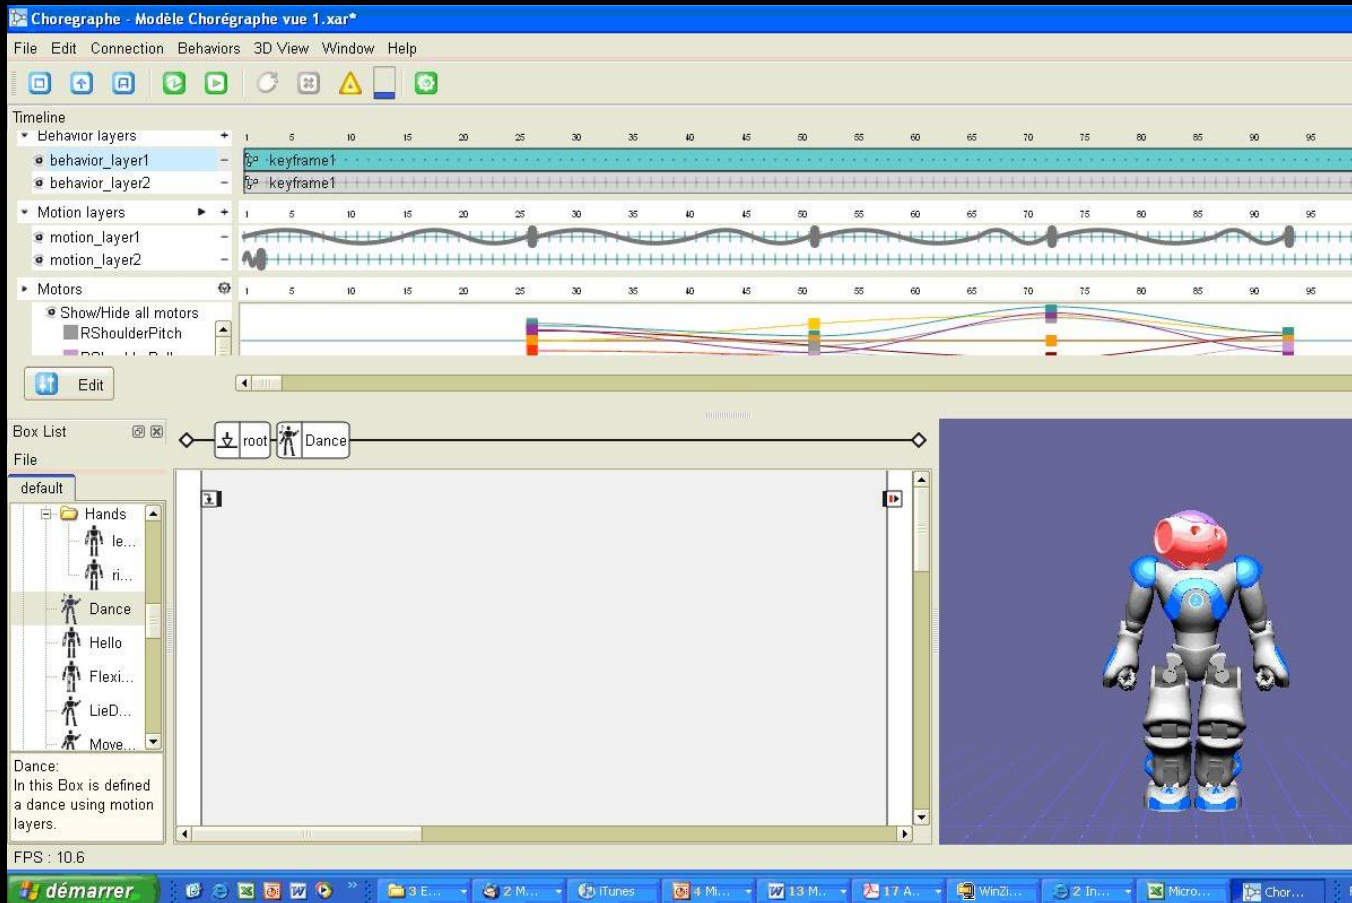 Choregraphe - Modèle Chorégraphe vue 1.xar*
File Edit Connection Behaviors 3D View Window Help
Timeline
Behavior layers + 1 5 10 15 20 25 30 35 40 45 50 55 60 65 70 75 80 85 90 95
behavior_layer1 - keyframe1
behavior_layer2 - keyframe1
Motion layers + 1 5 10 15 20 25 30 35 40 45 50 55 60 65 70 75 80 85 90 95
motion_layer1 -
motion_layer2 -
Motors 1 5 10 15 20 25 30 35 40 45 50 55 60 65 70 75 80 85 90 95
Show/Hide all motors
RShoulderPitch
Edit
Box List
root Dance
File
default
Hands
le...
ri...
Dance
Hello
Flexi...
LieD...
Move...
Dance:
In this Box is defined
a dance using motion
layers.
FPS : 10.6
démarrer 3 E... 2 M... iTunes 4 Mi... 13 M... 17 A... WinZi... 2 In... Micro... Chor...